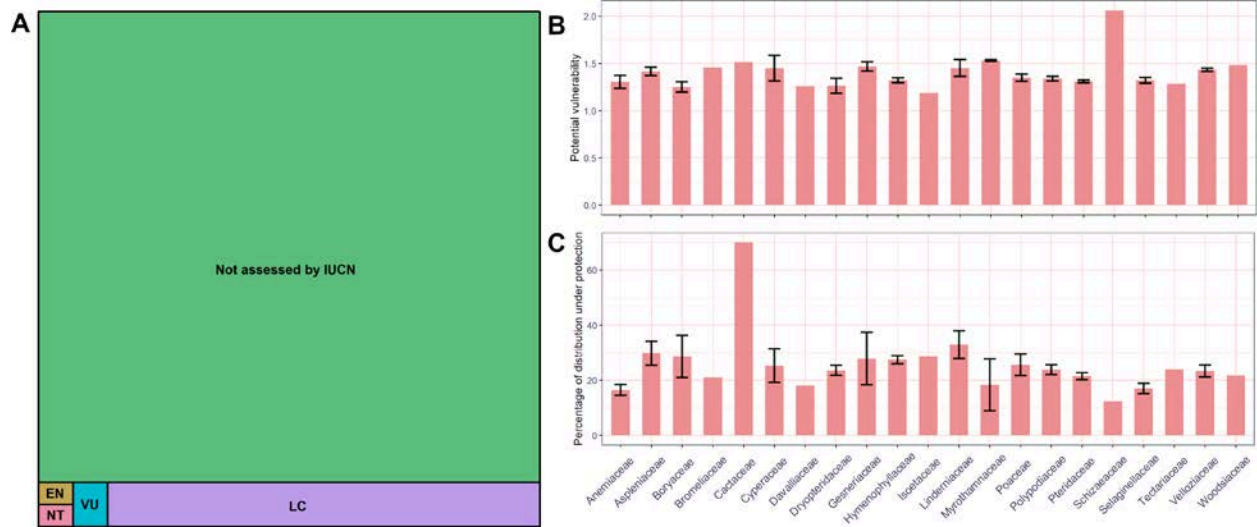 A
Not assessed by IUCN
EN
NT
VU
LC
B
Potential vulnerability
2.0
1.5
1.0
0.5
0.0
C
Percentage of distribution under protection
60
40
20
0
Anemiaceae
Aspleniaceae
Boryaceae
Bromeliaceae
Cactaceae
Cyperaceae
Davalliaceae
Dryopteridaceae
Gesneriaceae
Hymenophyllaceae
Isoetaceae
Linderniaceae
Myrothamnaceae
Poaceae
Polypodiaceae
Pteridaceae
Schizaeaceae
Selaginellaceae
Tectariaceae
Velloziaceae
Woodsiaceae